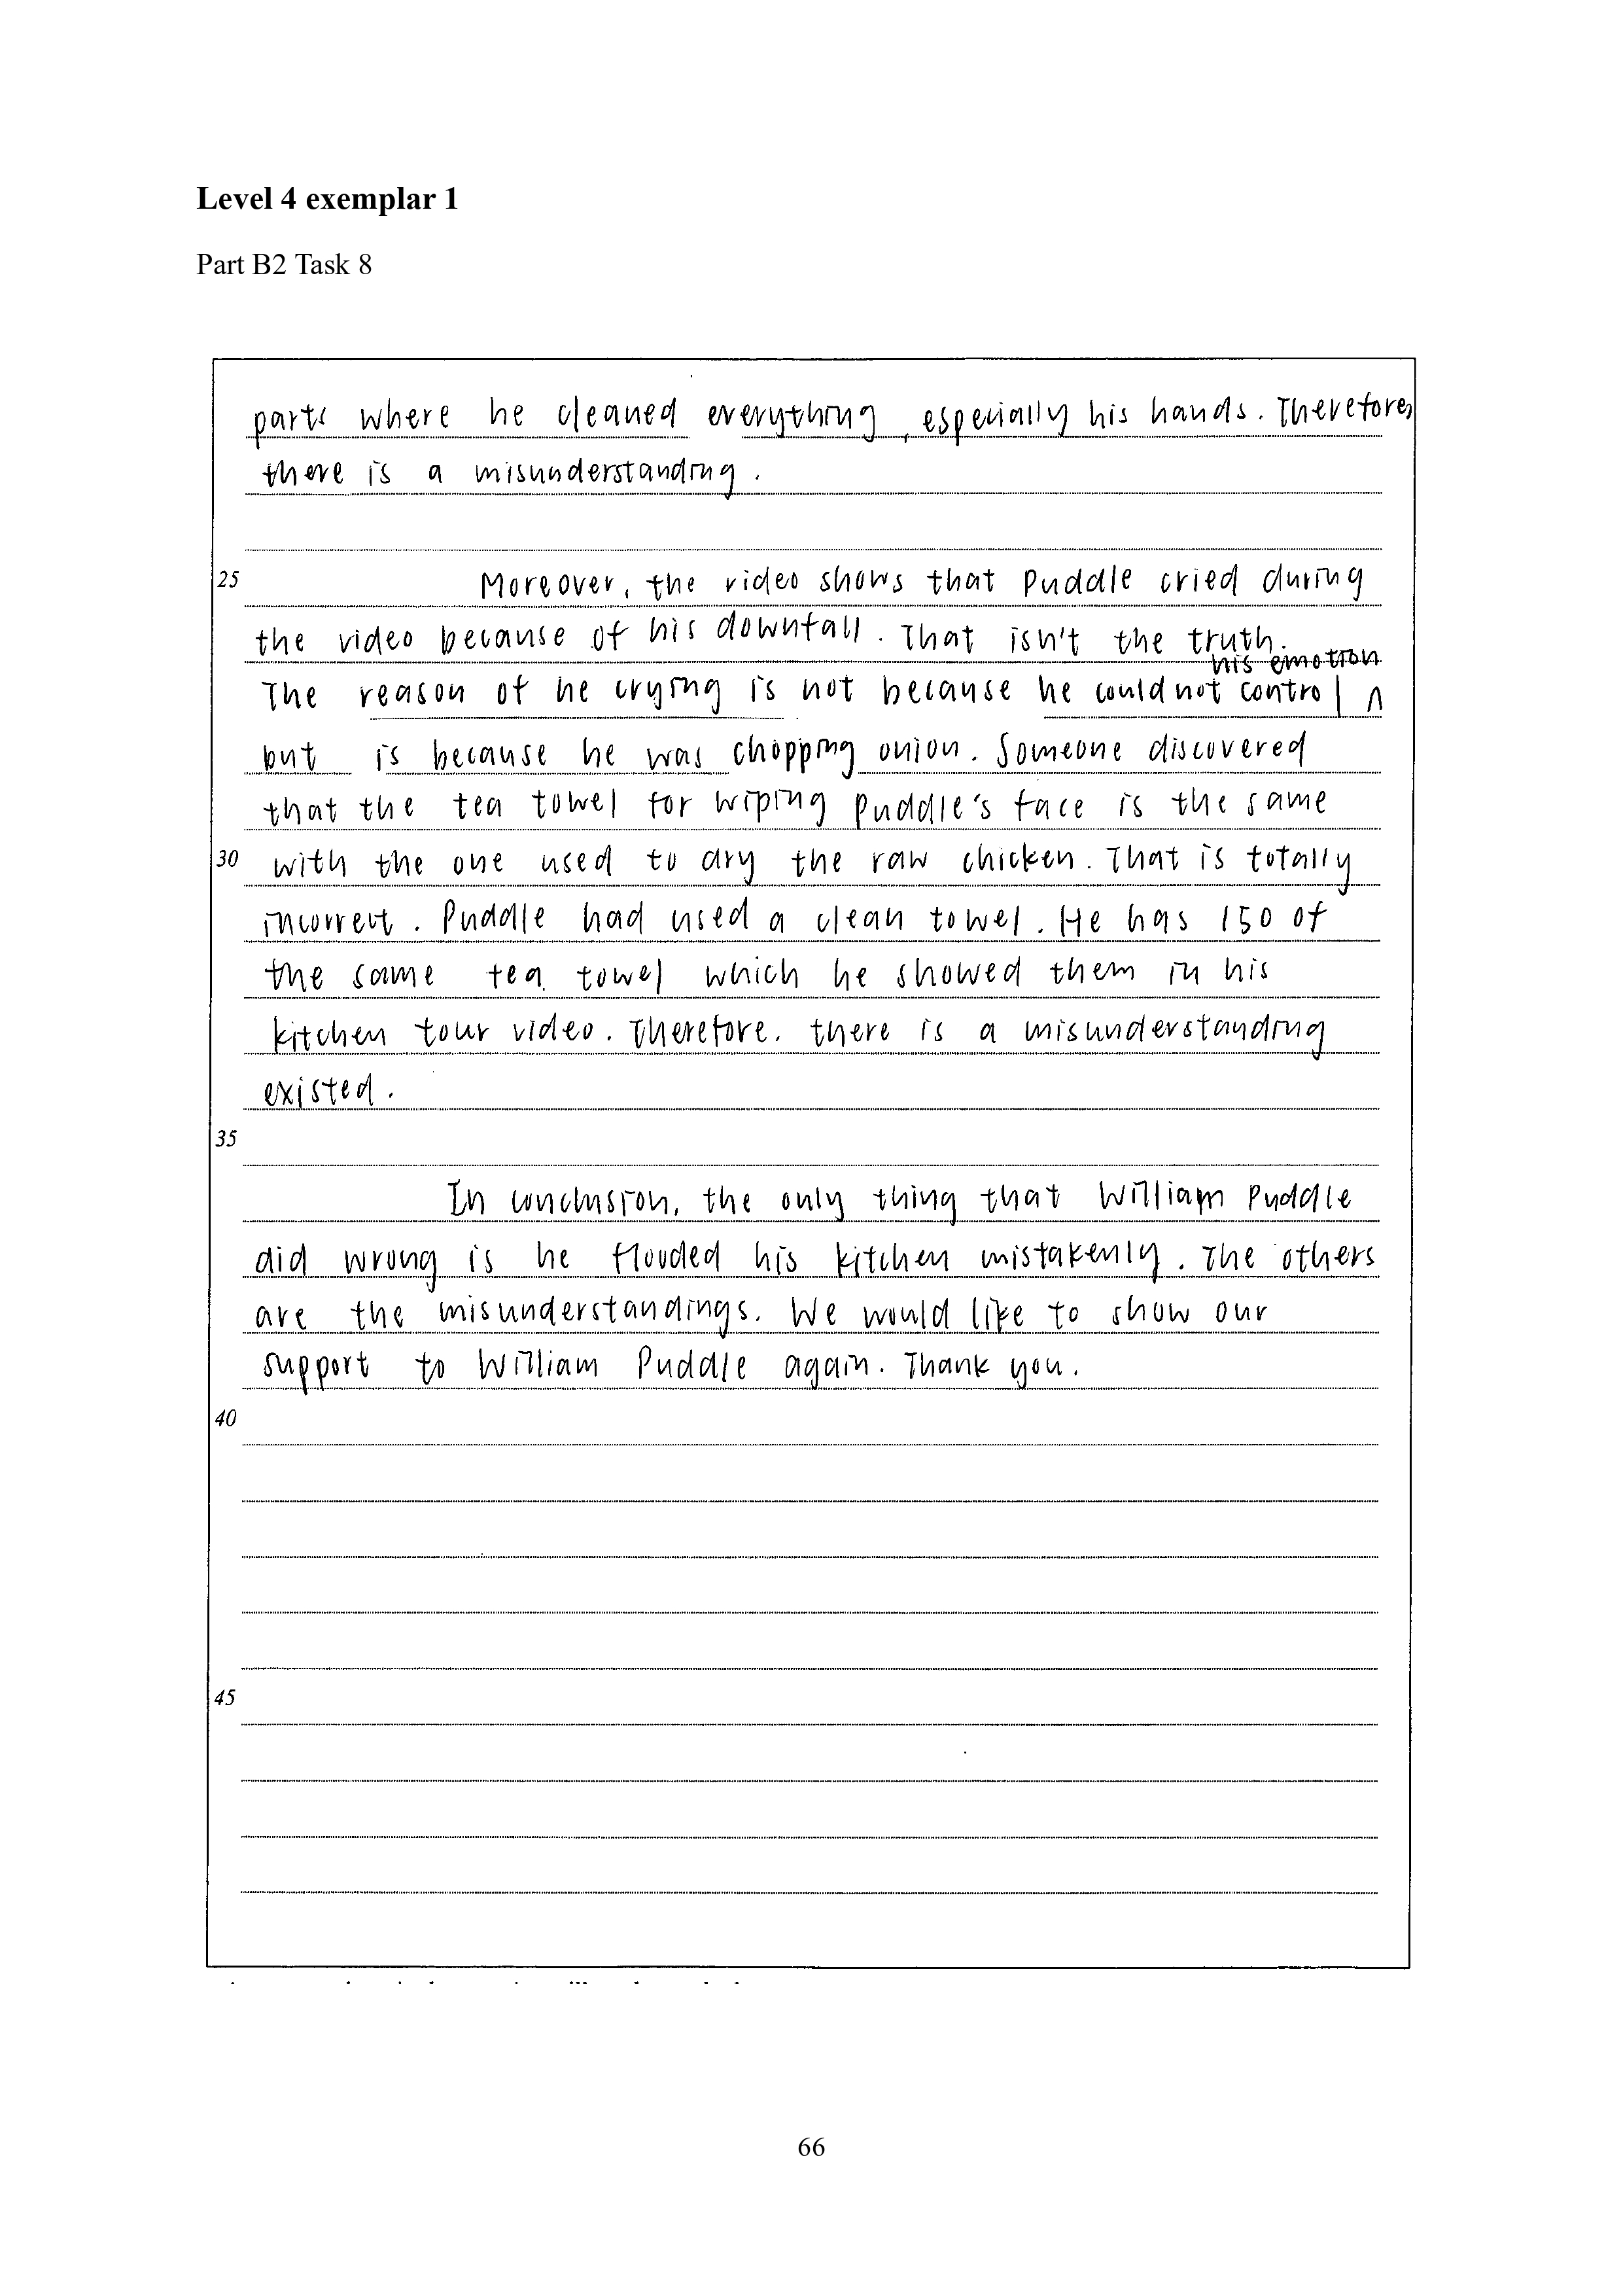 Level 4 exemplar 1
Part B2 Task 8
parts where he cleaned everything, especially his hands. Therefore,
there is a misunderstanding.
25 Moreover, the video shows that Puddle cried during
the video because of his downfall. That isn't the truth.
his emotion
The reason of he crying is not because he could not control ^
but is because he was chopping onion. Someone discovered
that the tea towel for wiping Puddle's face is the same
30 with the one used to dry the raw chicken. That is totally
incorrect. Puddle had used a clean towel. He has 150 of
the same tea towel which he showed them in his
kitchen tour video. Therefore, there is a misunderstanding
existed.
35
In conclusion, the only thing that William Puddle
did wrong is he flooded his kitchen mistakenly. The others
are the misunderstandings. We would like to show our
support to William Puddle again. Thank you.
40
45
66